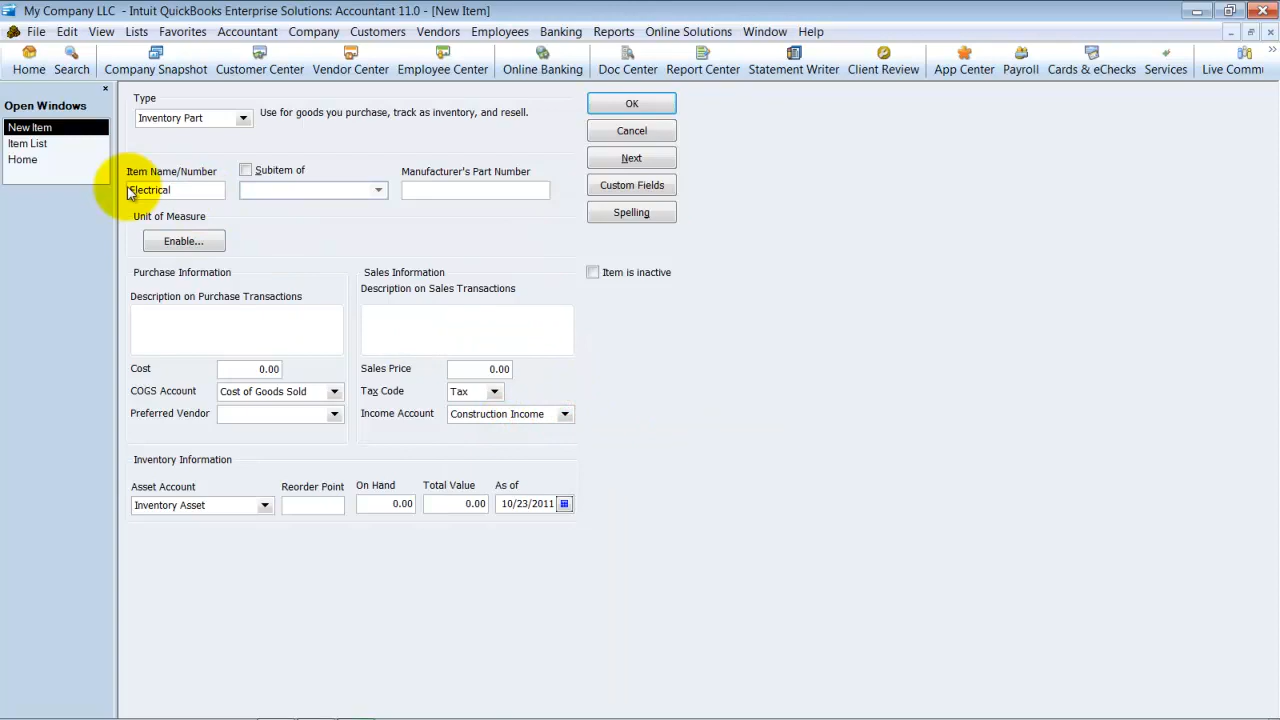 My Company LLC - Intuit QuickBooks Enterprise Solutions: Accountant 11.0 - [New Item]
File Edit View Lists Favorites Accountant Company Customers Vendors Employees Banking Reports Online Solutions Window Help
Home Search Company Snapshot Customer Center Vendor Center Employee Center Online Banking Doc Center Report Center Statement Writer Client Review App Center Payroll Cards & eChecks Services Live Commu
Open Windows
New Item
Item List
Home
Type
Inventory Part
Use for goods you purchase, track as inventory, and resell.
Item Name/Number
Subitem of
Manufacturer's Part Number
Electrical
Unit of Measure
Enable...
OK
Cancel
Next
Custom Fields
Spelling
Item is inactive
Purchase Information
Description on Purchase Transactions
Cost 0.00
COGS Account Cost of Goods Sold
Preferred Vendor
Sales Information
Description on Sales Transactions
Sales Price 0.00
Tax Code Tax
Income Account Construction Income
Inventory Information
Asset Account Reorder Point On Hand Total Value As of
Inventory Asset 0.00 0.00 10/23/2011